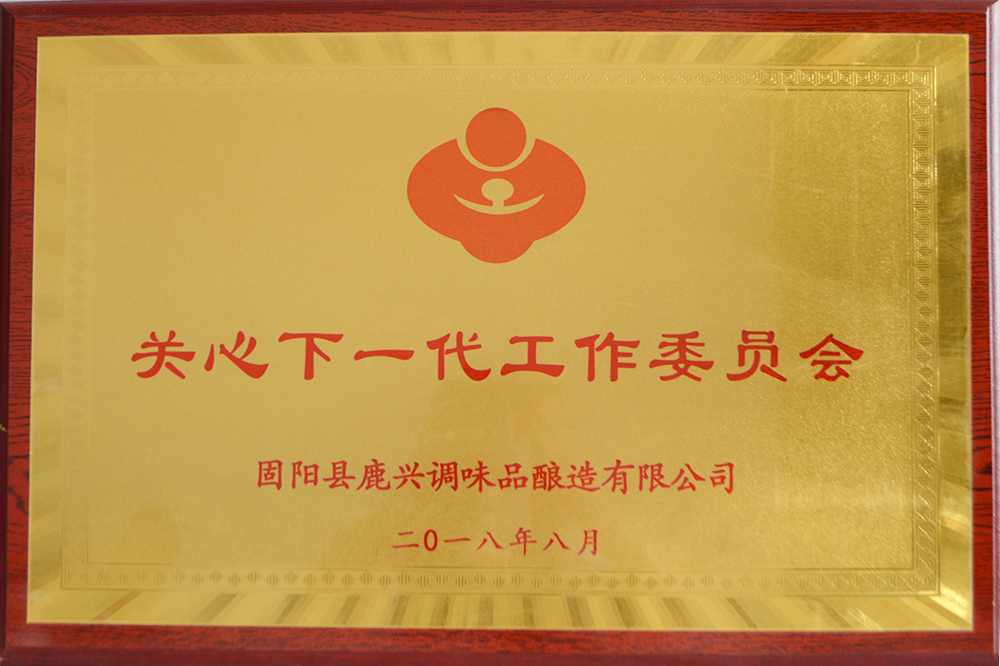 关心下一代工作委员会
固阳县鹿兴调味品酿造有限公司
二0一八年八月